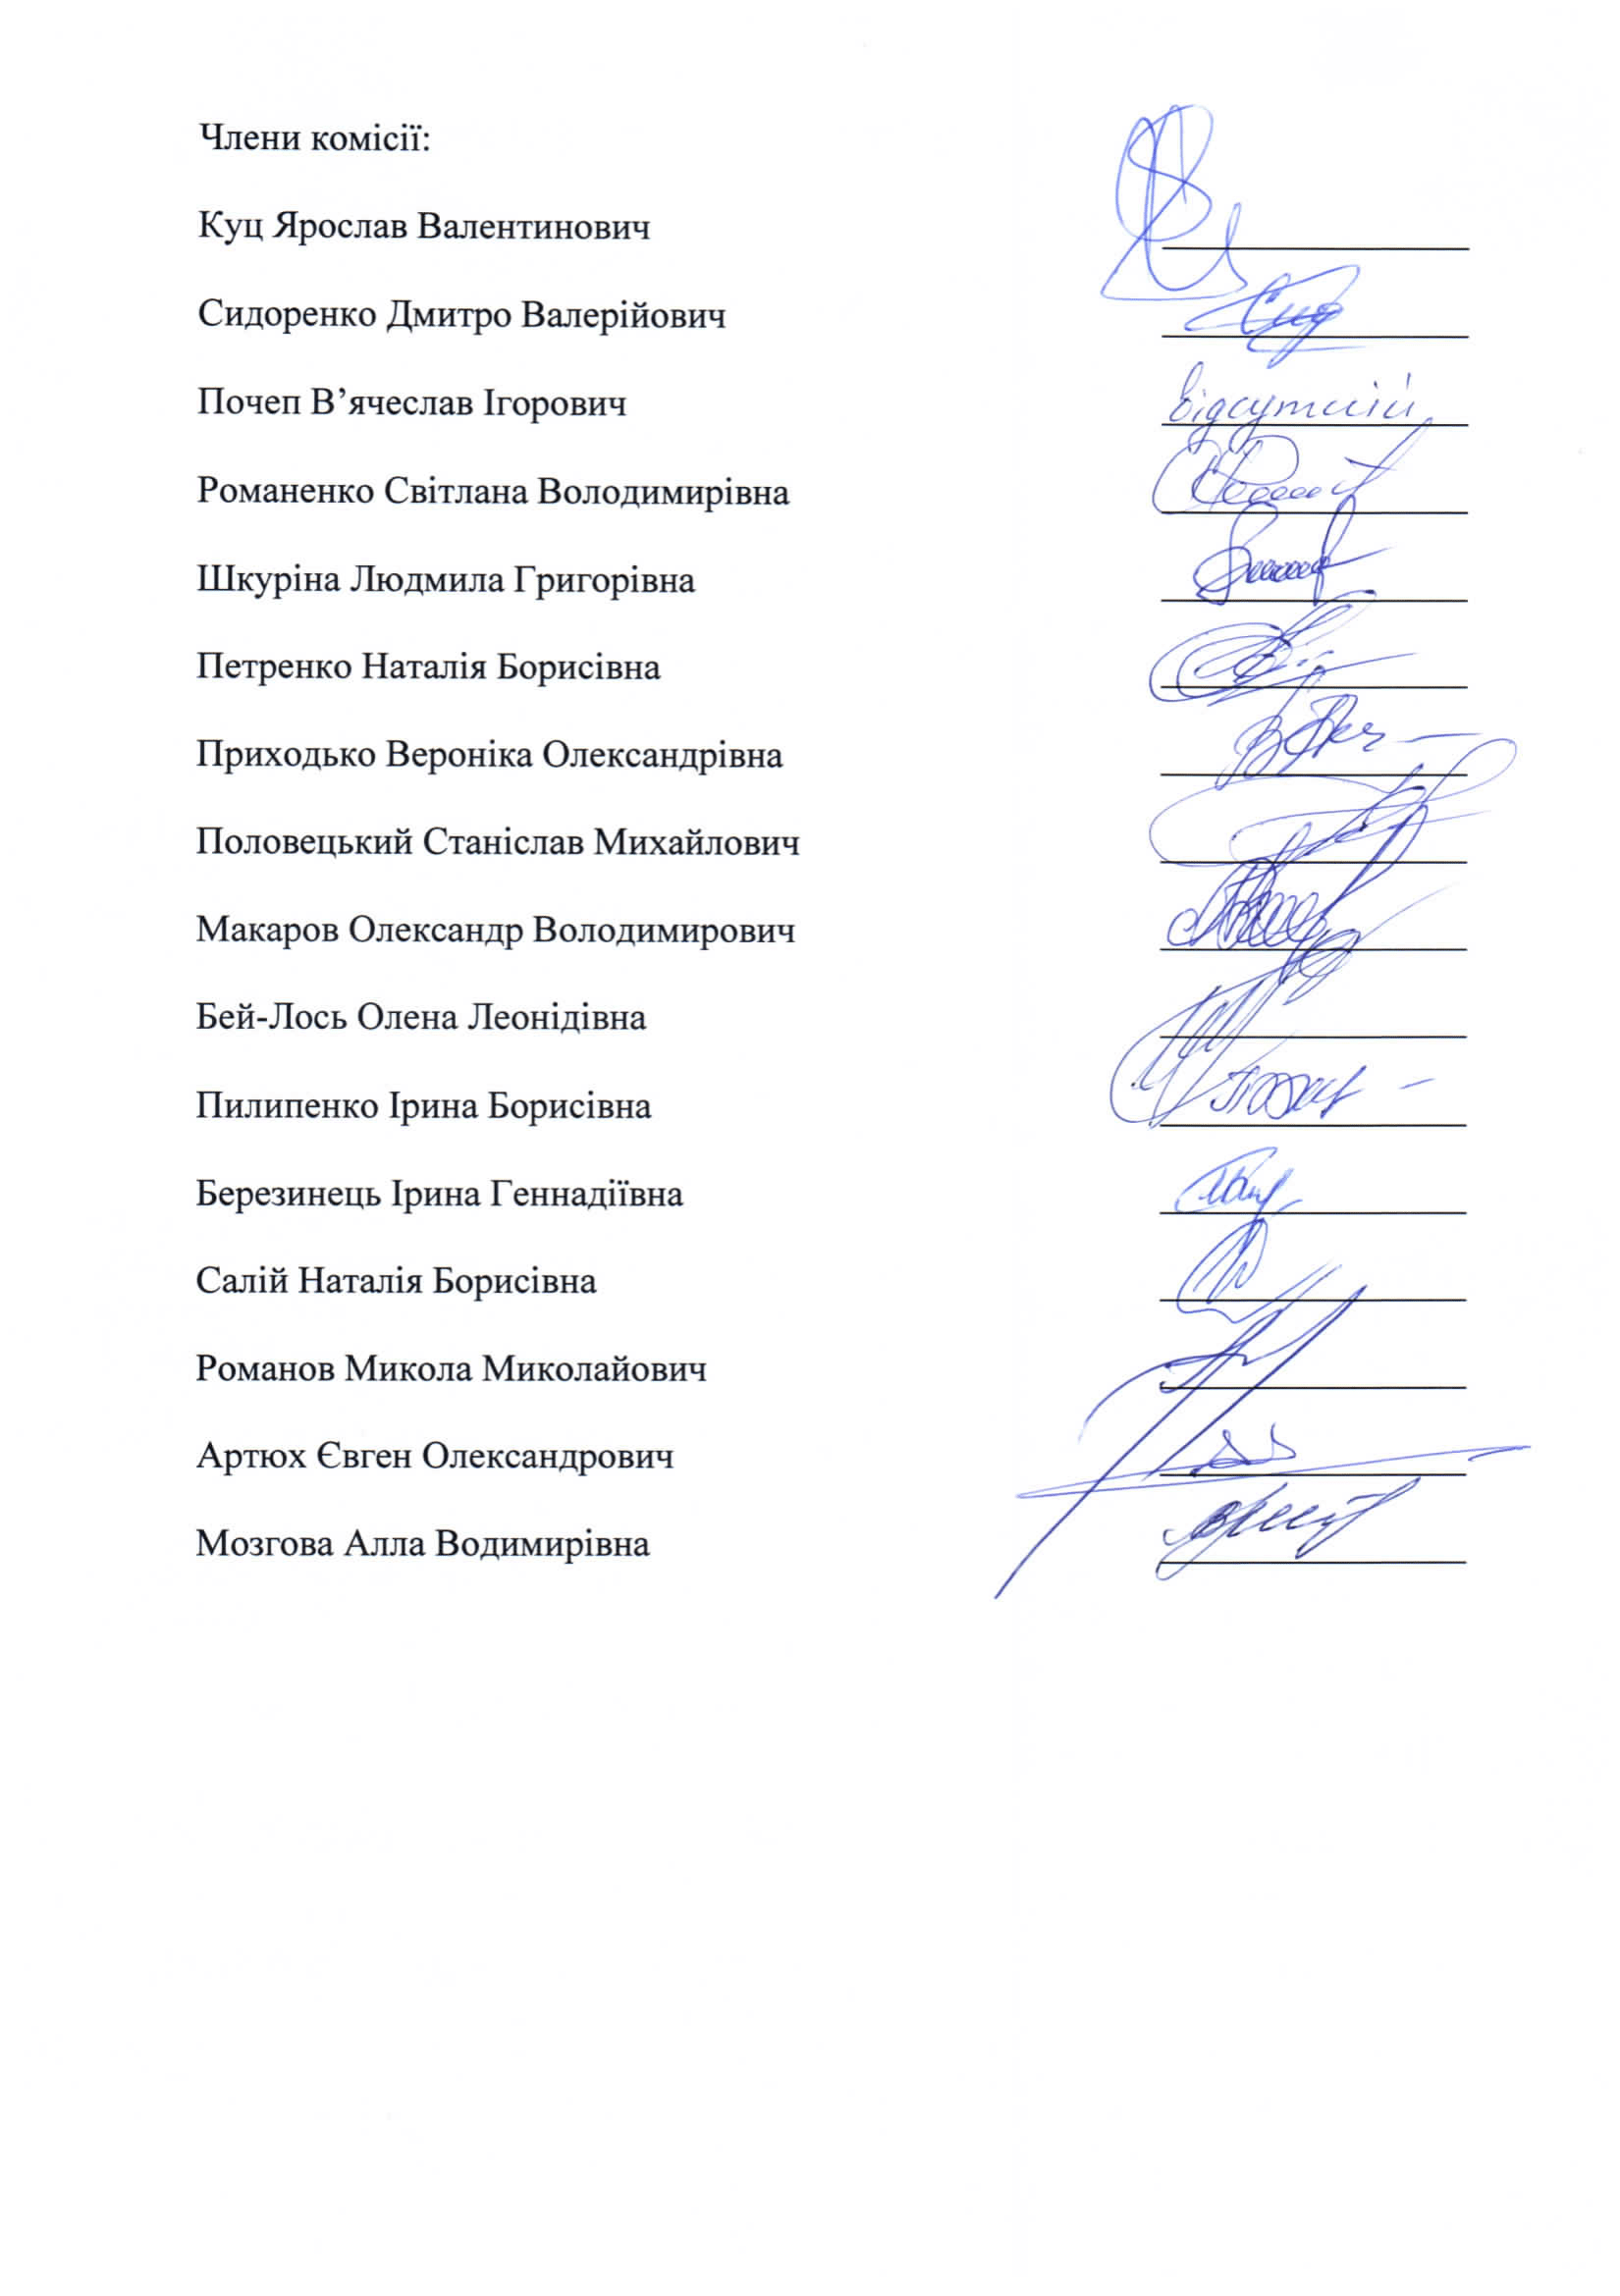 Члени комісії:
Куц Ярослав Валентинович
Сидоренко Дмитро Валерійович
Почеп В’ячеслав Ігорович відсутній
Романенко Світлана Володимирівна
Шкуріна Людмила Григорівна
Петренко Наталія Борисівна
Приходько Вероніка Олександрівна
Половецький Станіслав Михайлович
Макаров Олександр Володимирович
Бей-Лось Олена Леонідівна
Пилипенко Ірина Борисівна
Березинець Ірина Геннадіївна
Салій Наталія Борисівна
Романов Микола Миколайович
Артюх Євген Олександрович
Мозгова Алла Водимирівна